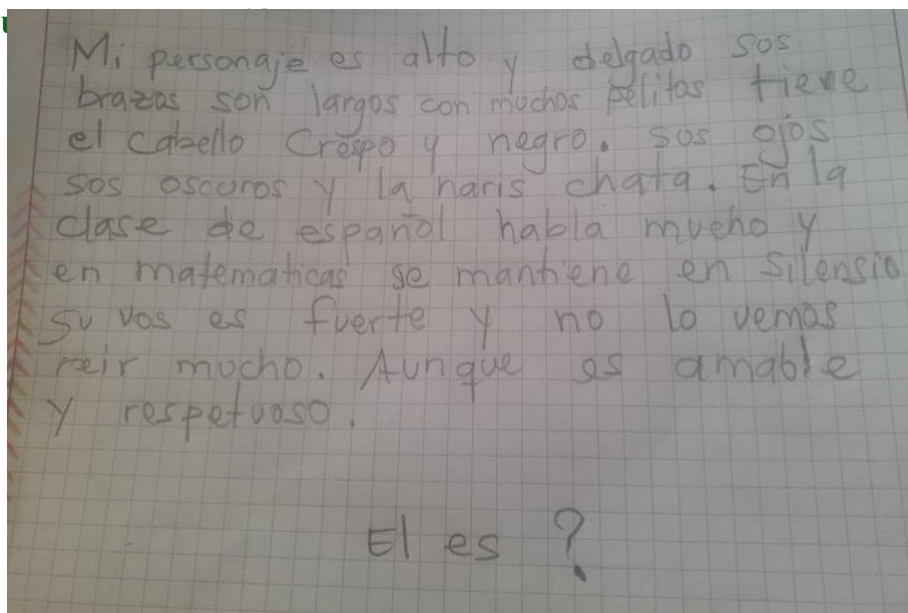 Mi personaje es alto y delgado sos
brazos son largos con muchos pelitos tieve
el cabello Crespo y negro. sos ojos
sos oscuros y la naris chata. En la
clase de español habla mucho y
en matematicas se mantiene en silensio
Su vos es fuerte y no lo vemos
reir mucho. Aunque es amable
y respetuoso.
El es ?